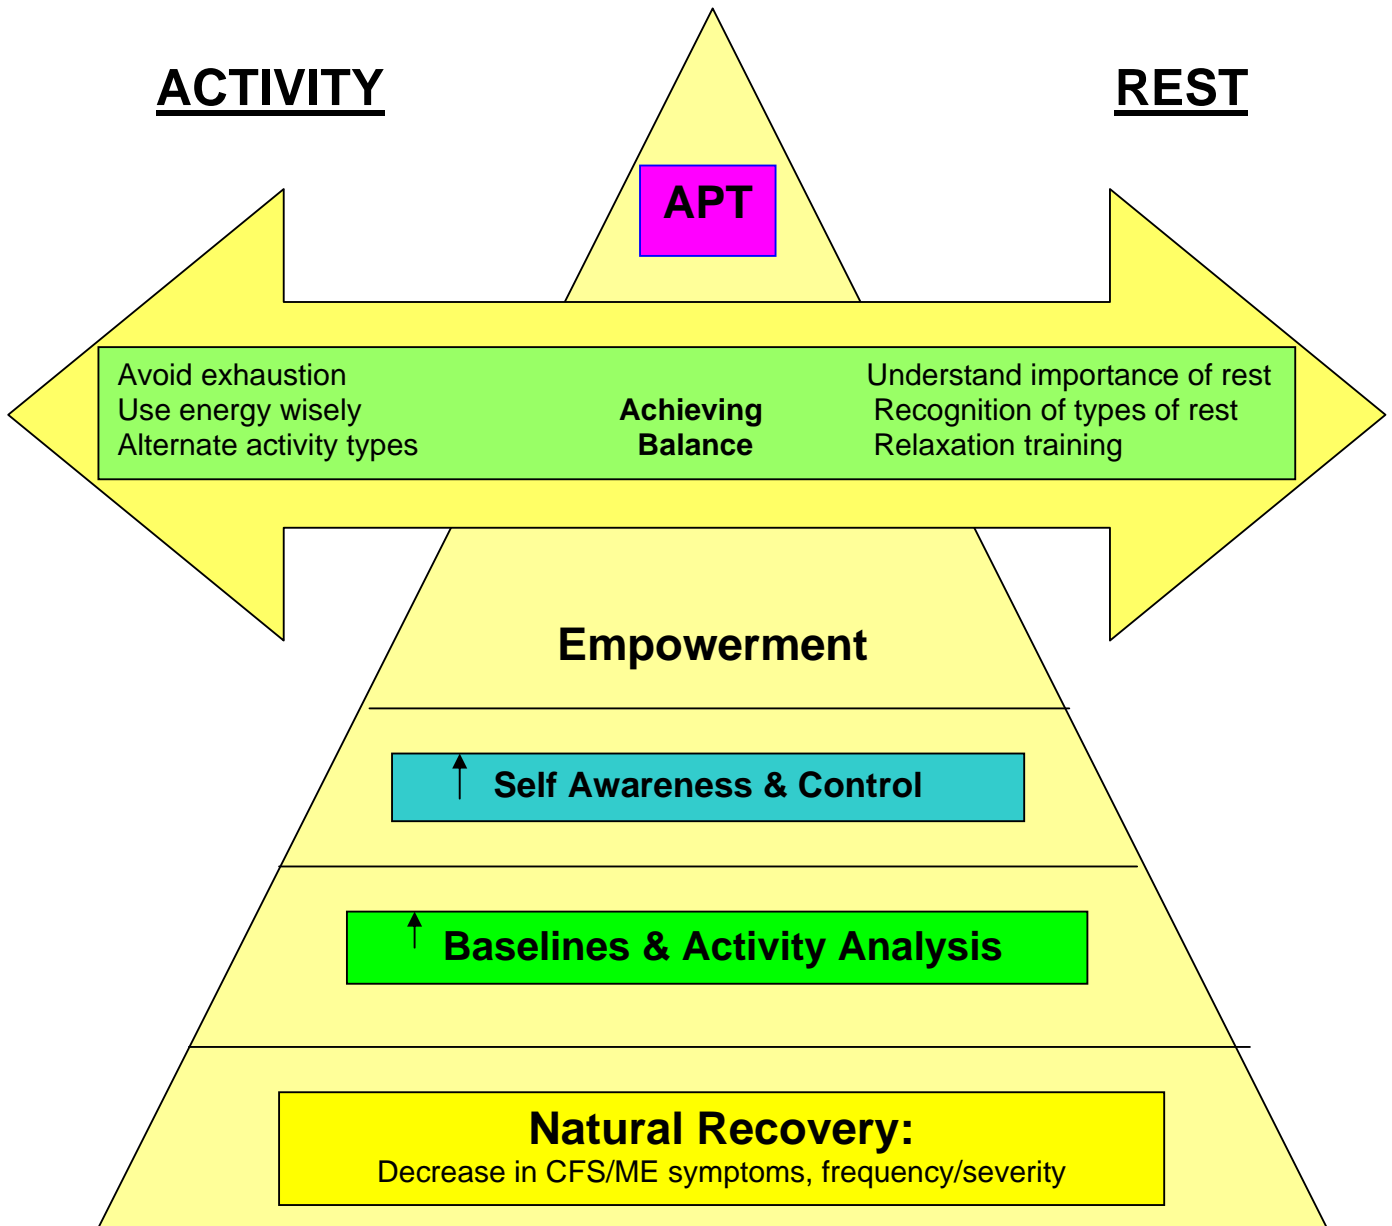 ACTIVITY
REST
APT
Avoid exhaustion
Use energy wisely
Alternate activity types
Achieving
Balance
Understand importance of rest
Recognition of types of rest
Relaxation training
Empowerment
Self Awareness & Control
Baselines & Activity Analysis
Natural Recovery:
Decrease in CFS/ME symptoms, frequency/severity